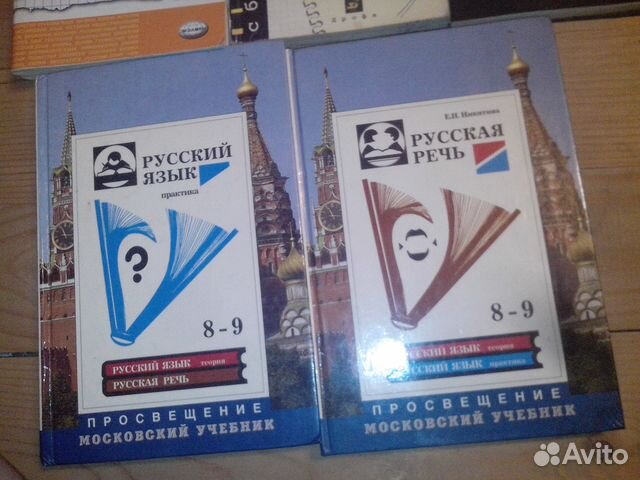 РУССКИЙ
ЯЗЫК
практика
?
8-9
РУССКИЙ ЯЗЫК теория
РУССКАЯ РЕЧЬ
ПРОСВЕЩЕНИЕ
МОСКОВСКИЙ УЧЕБНИК
Е.И. Никитина
РУССКАЯ
РЕЧЬ
8-9
РУССКИЙ ЯЗЫК теория
РУССКИЙ ЯЗЫК практика
ПРОСВЕЩЕНИЕ
МОСКОВСКИЙ УЧЕБНИК
Avito